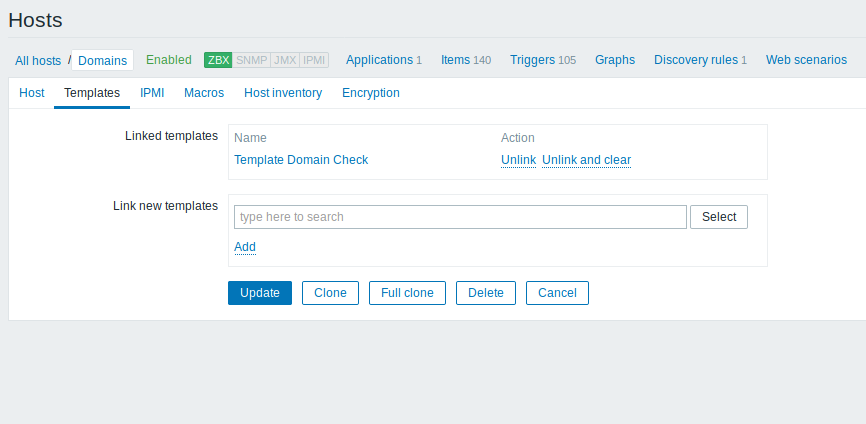 Hosts
All hosts / Domains Enabled ZBX SNMP JMX IPMI Applications 1 Items 140 Triggers 105 Graphs Discovery rules 1 Web scenarios
Host Templates IPMI Macros Host inventory Encryption
Linked templates Name Action
Template Domain Check Unlink Unlink and clear
Link new templates type here to search Select
Add
Update Clone Full clone Delete Cancel